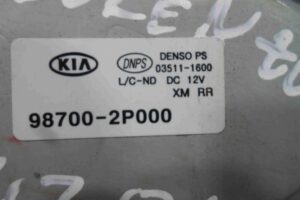 KIA DNPS DENSO PS
03511-1600
L/C-ND DC 12V
XM RR
98700-2P000